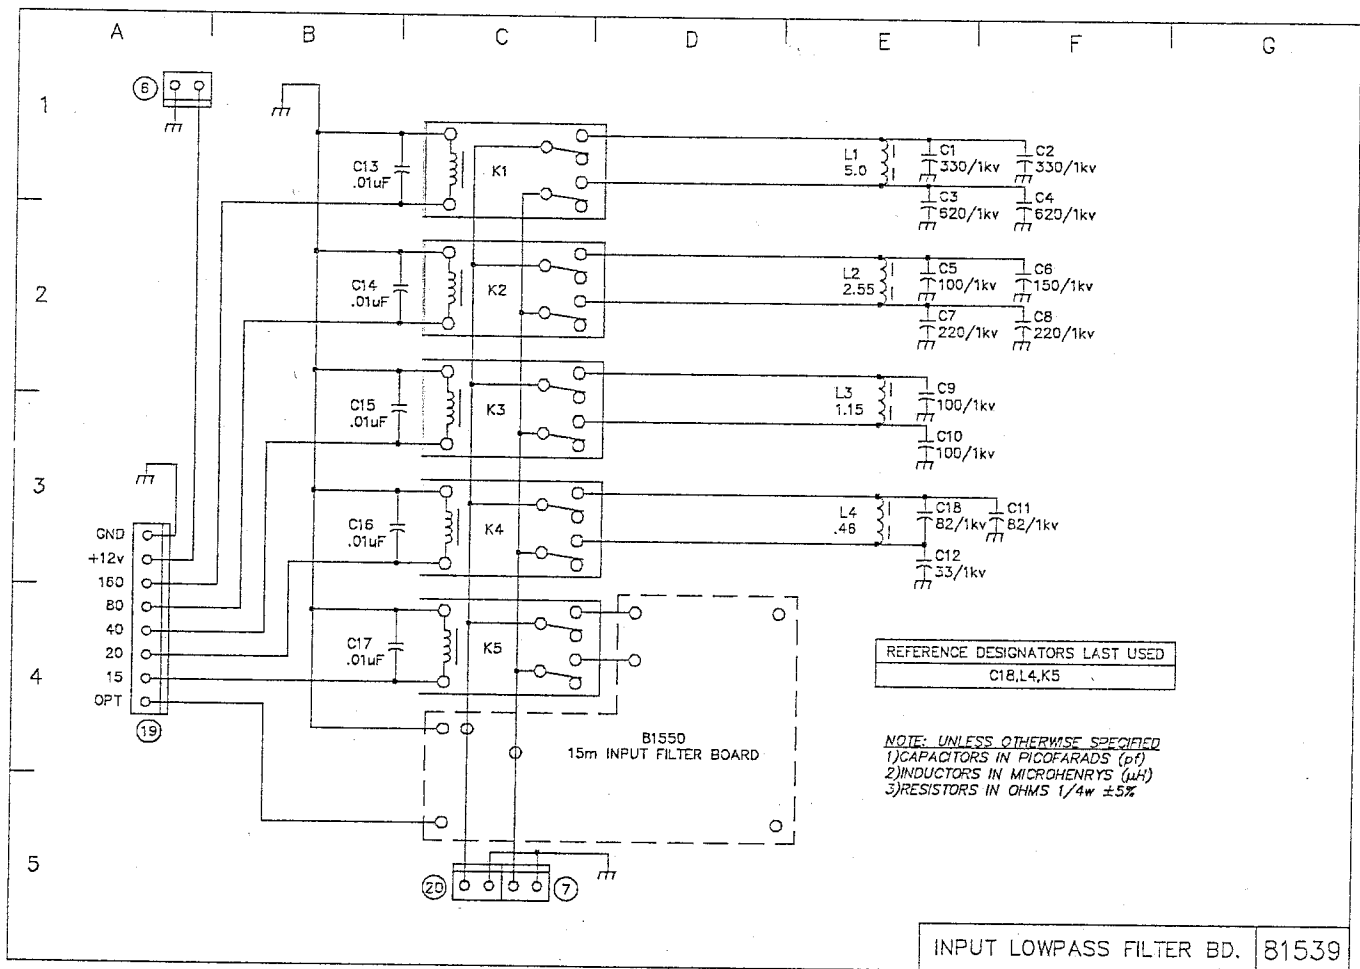 A B C D E F G
1
2
3
4
5
6
C13
.01uF
K1
L1
5.0
C1
330/1kv
C2
330/1kv
C3
620/1kv
C4
620/1kv
C14
.01uF
K2
L2
2.55
C5
100/1kv
C6
150/1kv
C7
220/1kv
C8
220/1kv
C15
.01uF
K3
L3
1.15
C9
100/1kv
C10
100/1kv
C16
.01uF
K4
L4
.46
C18
82/1kv
C11
82/1kv
C12
33/1kv
GND
+12v
160
80
40
20
15
OPT
19
C17
.01uF
K5
81550
15m INPUT FILTER BOARD
REFERENCE DESIGNATORS LAST USED
C18,L4,K5
NOTE: UNLESS OTHERWISE SPECIFIED
1)CAPACITORS IN PICOFARADS (pf)
2)INDUCTORS IN MICROHENRYS (µH)
3)RESISTORS IN OHMS 1/4w ±5%
20
7
INPUT LOWPASS FILTER BD. 81539